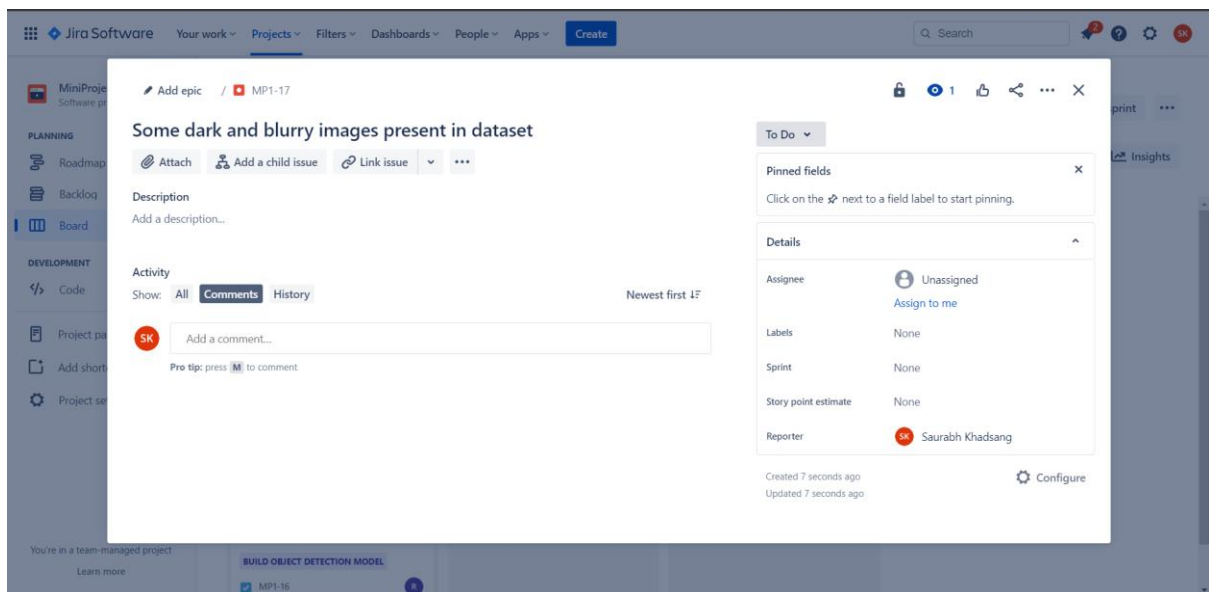 Jira Software Your work Projects Filters Dashboards People Apps Create Search 2 SK
MiniProje
Software pr
print
PLANNING
Roadmap
Backlog
Board
Insights
DEVELOPMENT
Code
Project pa
Add short
Project se
You're in a team-managed project
Learn more
Add epic / MP1-17
1
Some dark and blurry images present in dataset
Attach Add a child issue Link issue
Description
Add a description...
Activity
Show: All Comments History Newest first
SK Add a comment...
Pro tip: press M to comment
To Do
Pinned fields
Click on the next to a field label to start pinning.
Details
Assignee Unassigned
Assign to me
Labels None
Sprint None
Story point estimate None
Reporter SK Saurabh Khadsang
Created 7 seconds ago
Updated 7 seconds ago
Configure
BUILD OBJECT DETECTION MODEL
MP1-16 R